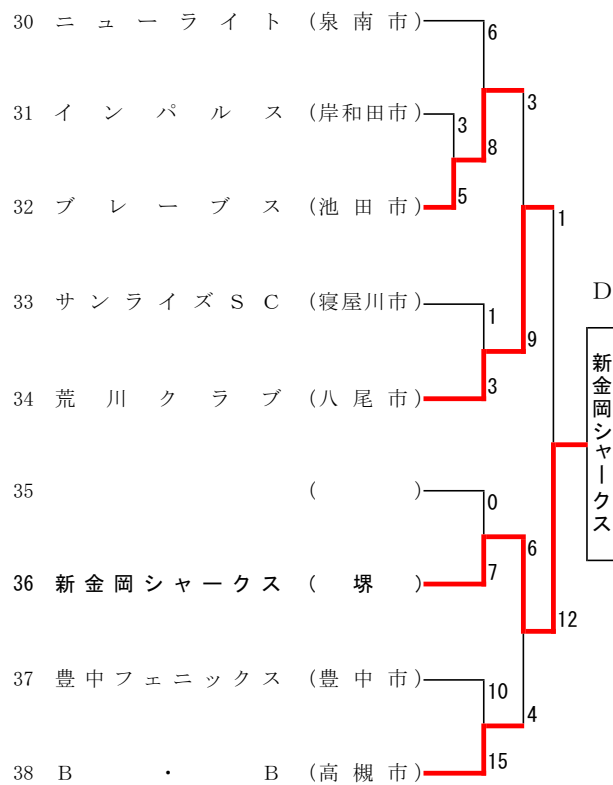 30 ニューライト (泉南市)
6
31 インパルス (岸和田市)
3
3
8
32 ブレーブス (池田市)
5
1
D
33 サンライズSC (寝屋川市)
1
9
新金岡シャークス
34 荒川クラブ (八尾市)
3
35 ( )
0
6
36 新金岡シャークス (堺)
7
12
37 豊中フェニックス (豊中市)
10
4
38 B・B (高槻市)
15